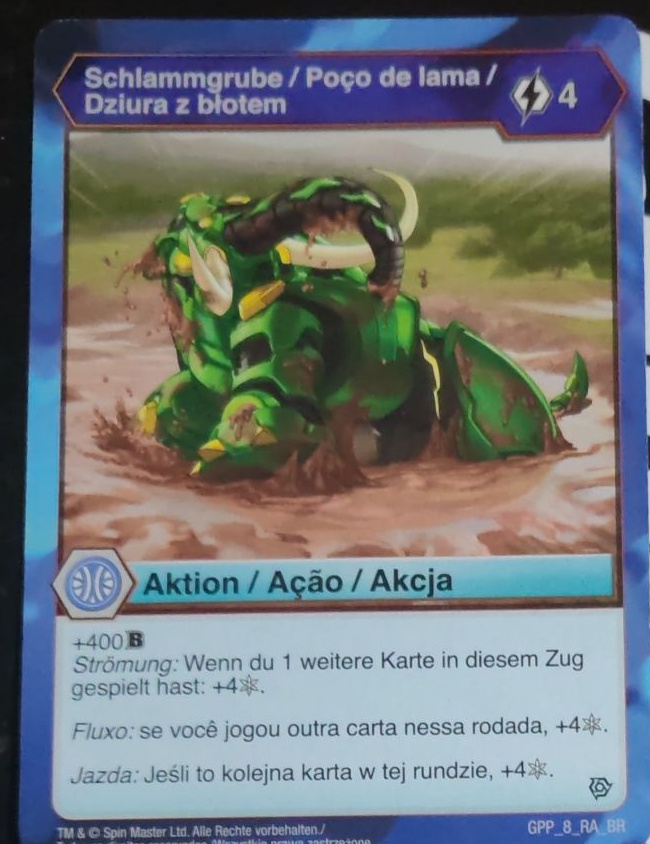 Schlammgrube / Poço de lama /
Dziura z błotem
4
Aktion / Ação / Akcja
+400 B
Strömung: Wenn du 1 weitere Karte in diesem Zug
gespielt hast: +4.
Fluxo: se você jogou outra carta nessa rodada, +4.
Jazda: Jeśli to kolejna karta w tej rundzie, +4.
TM & © Spin Master Ltd. Alle Rechte vorbehalten./
GPP_8_RA_BR